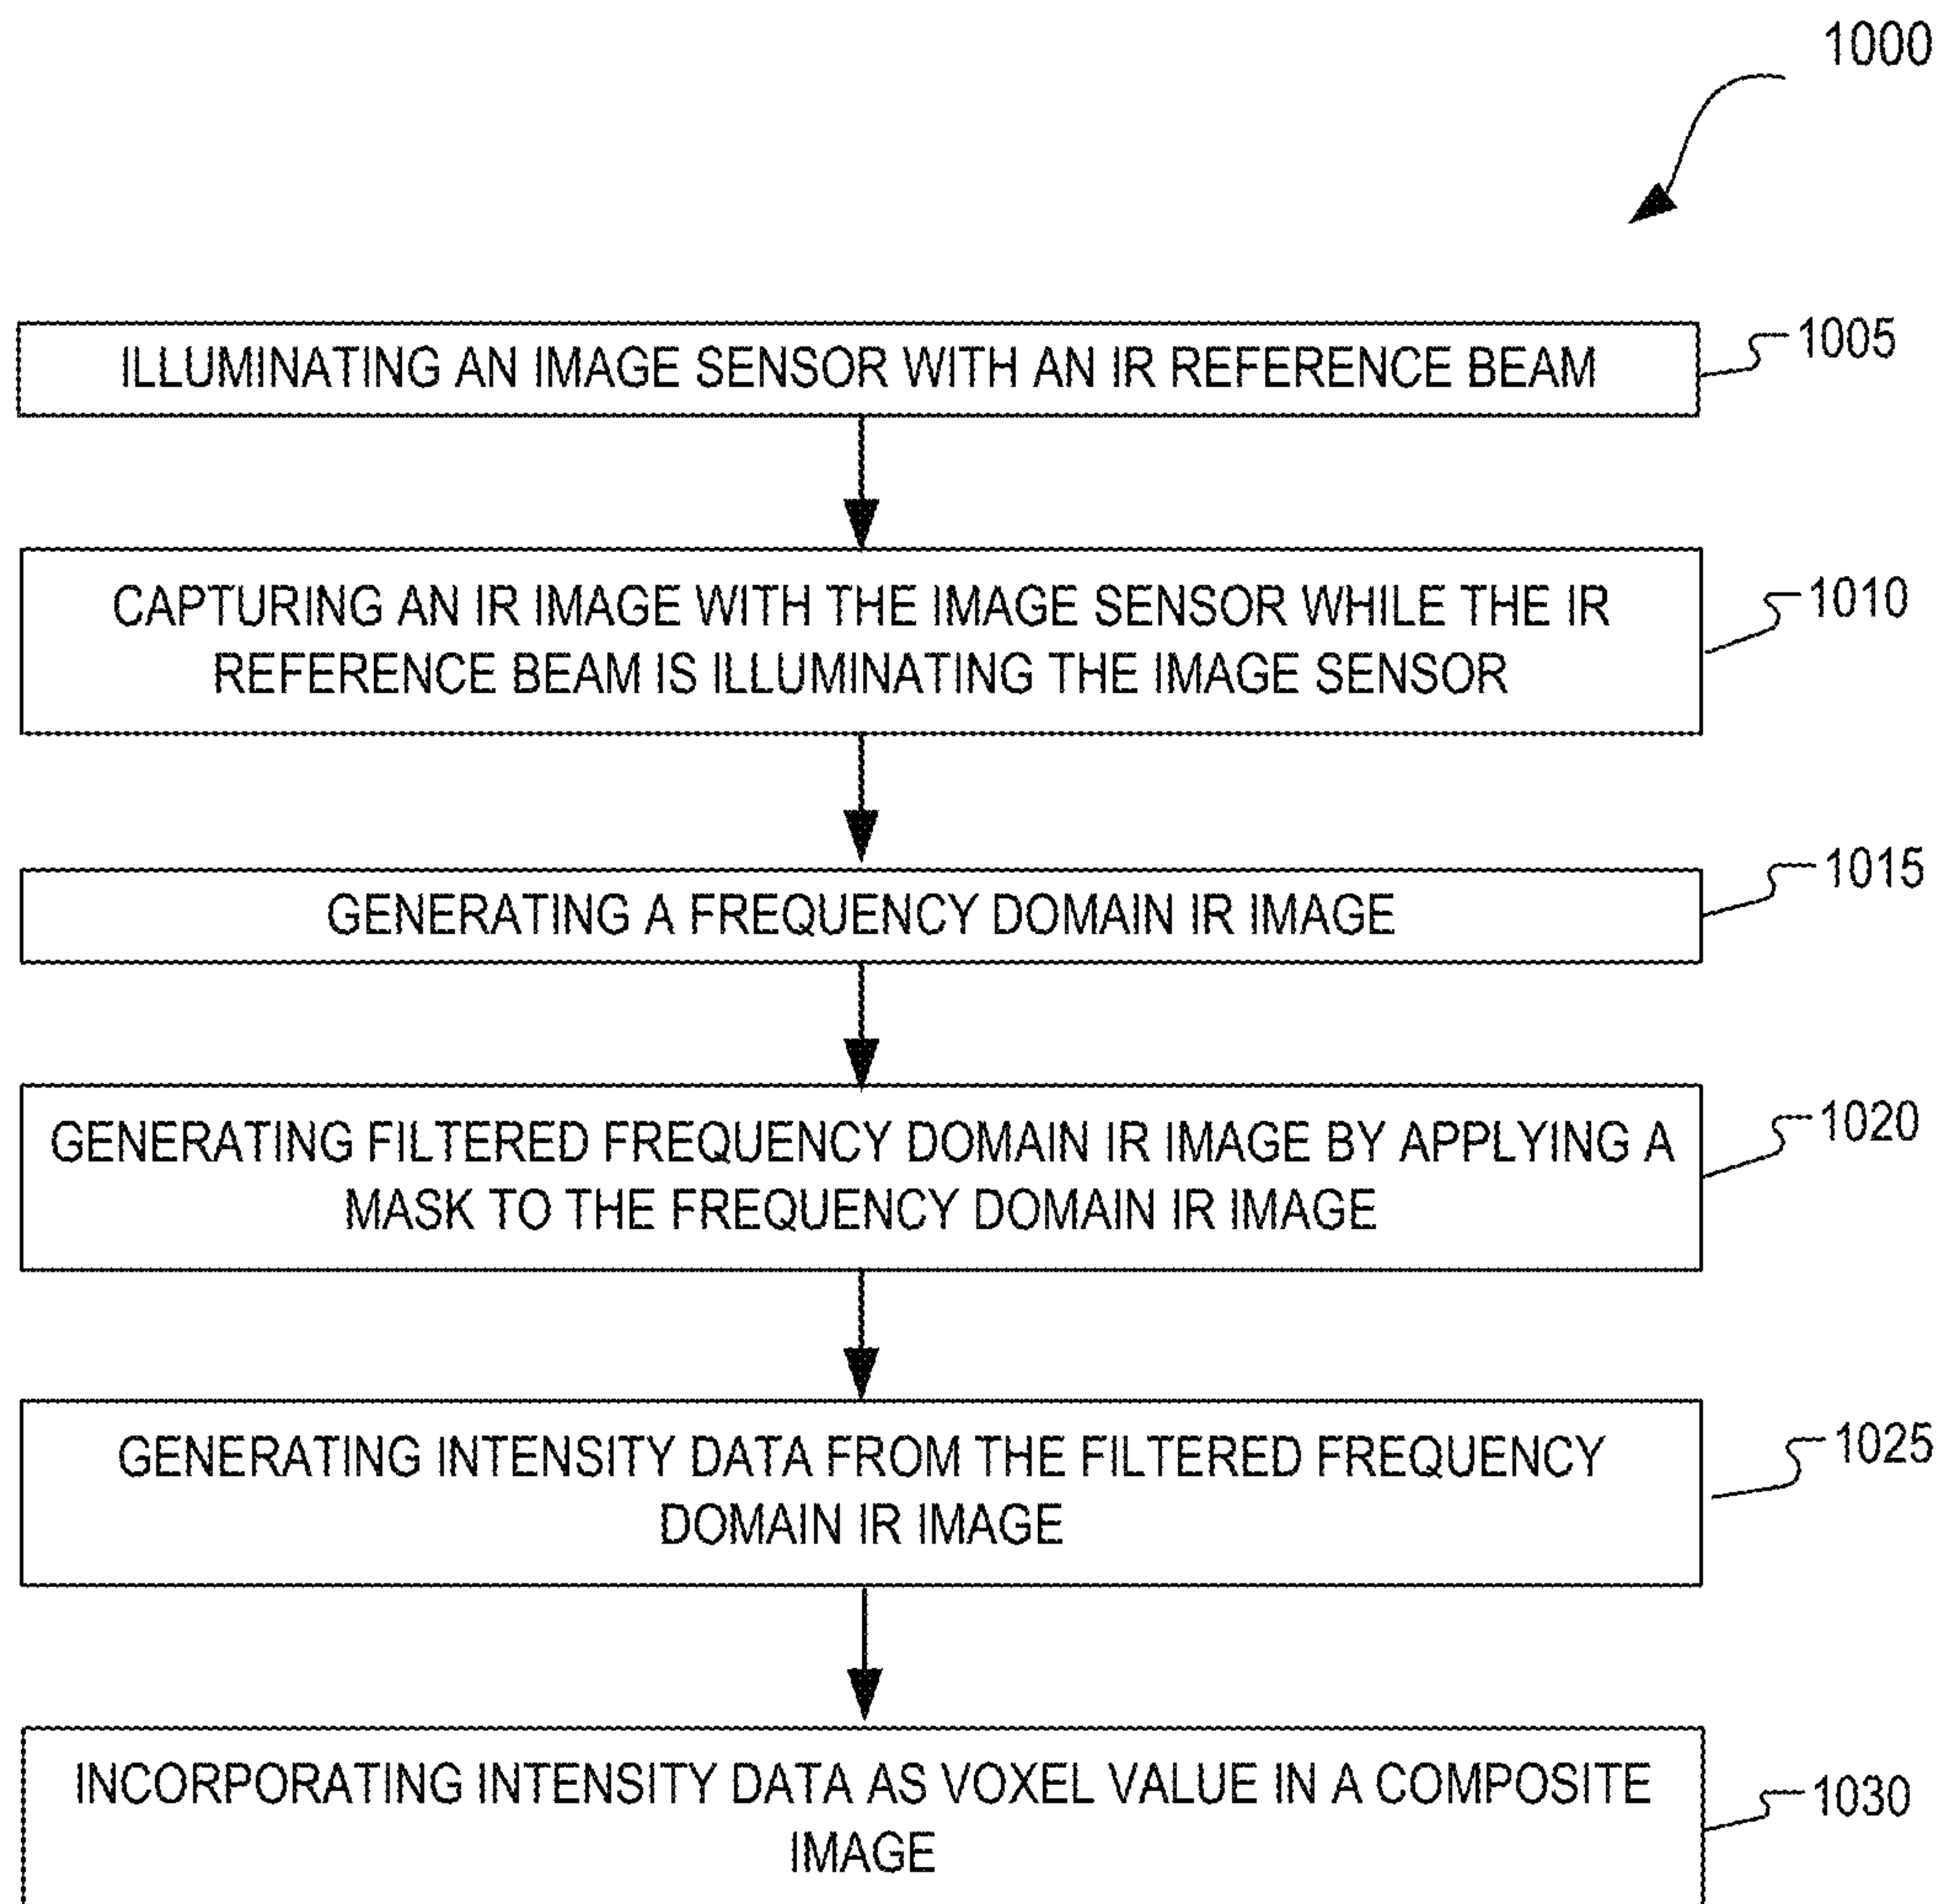 1000
ILLUMINATING AN IMAGE SENSOR WITH AN IR REFERENCE BEAM
1005
CAPTURING AN IR IMAGE WITH THE IMAGE SENSOR WHILE THE IR
REFERENCE BEAM IS ILLUMINATING THE IMAGE SENSOR
1010
GENERATING A FREQUENCY DOMAIN IR IMAGE
1015
GENERATING FILTERED FREQUENCY DOMAIN IR IMAGE BY APPLYING A
MASK TO THE FREQUENCY DOMAIN IR IMAGE
1020
GENERATING INTENSITY DATA FROM THE FILTERED FREQUENCY
DOMAIN IR IMAGE
1025
INCORPORATING INTENSITY DATA AS VOXEL VALUE IN A COMPOSITE
IMAGE
1030